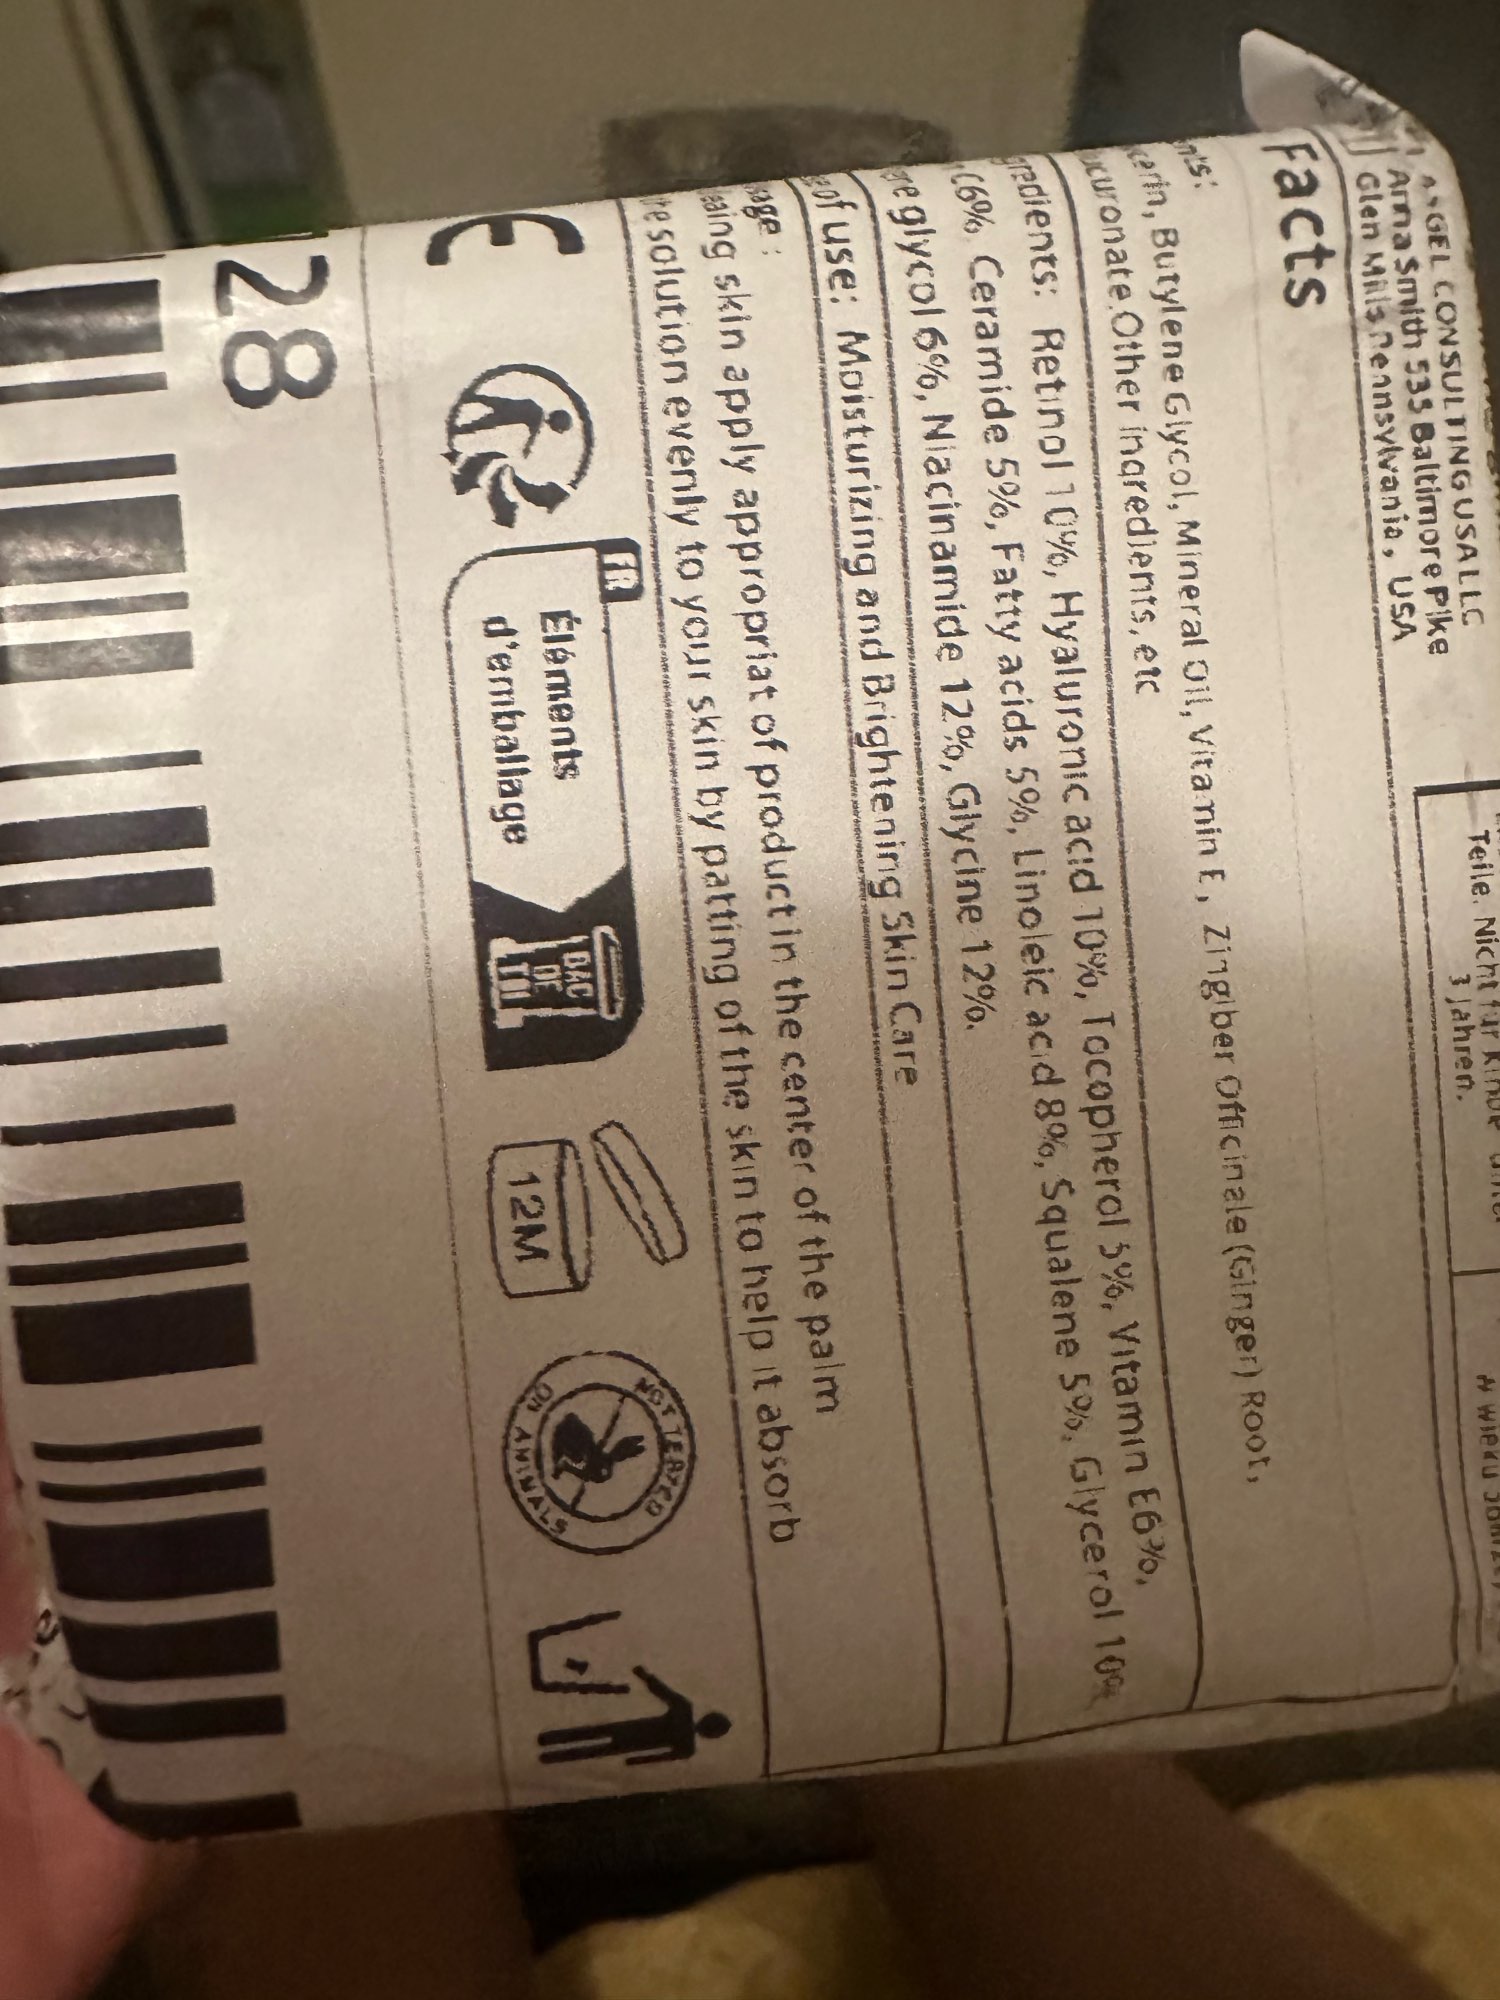 ANGEL CONSULTING USA LLC
Anna Smith 535 Baltimore Pike
Glen Mills Pennsylvania, USA
Teile. Nicht für
3 Jahren.
Facts
Butylene Glycol, Mineral Oil, Vitamin E, Zingiber Officinale (Ginger) Root,
Other ingredients, etc
Retinol 10%, Hyaluronic acid 10%, Tocopherol 5%, Vitamin E6%,
Ceramide 5%, Fatty acids 5%, Linoleic acid 8%, Squalene 5%, Glycerol 10%
glycol 6%, Niacinamide 12%, Glycine 12%.
of use: Moisturizing and Brightening Skin Care
skin apply appropriat of product in the center of the palm
solution evenly to your skin by patting of the skin to help it absorb
FR
Éléments
d'emballage
BAC
DE
TRI
12M
NOT TESTED
ON ANIMALS
28